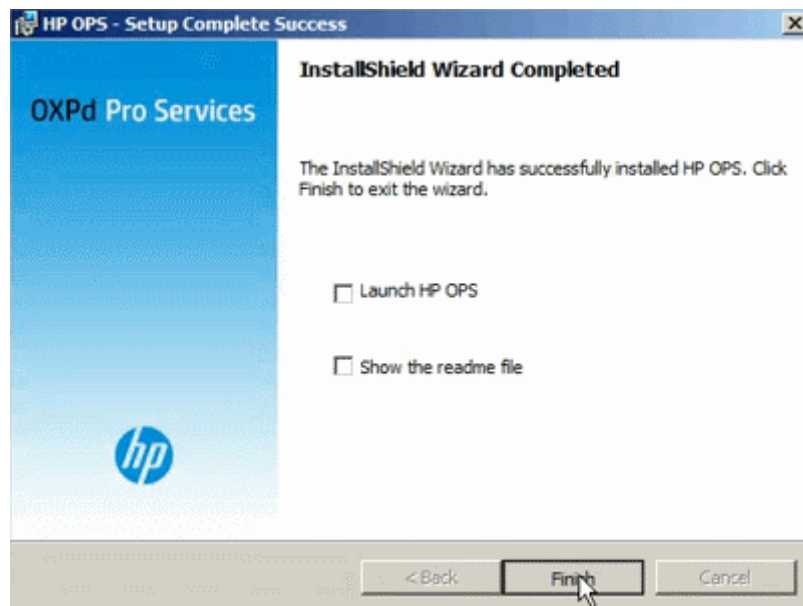 HP OPS - Setup Complete Success
InstallShield Wizard Completed
OXPd Pro Services
The InstallShield Wizard has successfully installed HP OPS. Click
Finish to exit the wizard.
Launch HP OPS
Show the readme file
hp
< Back
Finish
Cancel